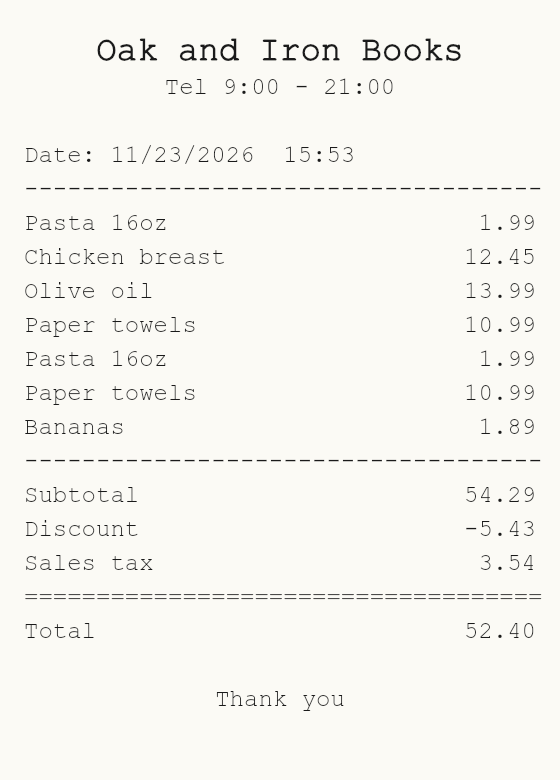 Oak and Iron Books
Tel 9:00 - 21:00
Date: 11/23/2026  15:53
------------------------------------
Pasta 16oz 1.99
Chicken breast 12.45
Olive oil 13.99
Paper towels 10.99
Pasta 16oz 1.99
Paper towels 10.99
Bananas 1.89
------------------------------------
Subtotal 54.29
Discount -5.43
Sales tax 3.54
====================================
Total 52.40
Thank you